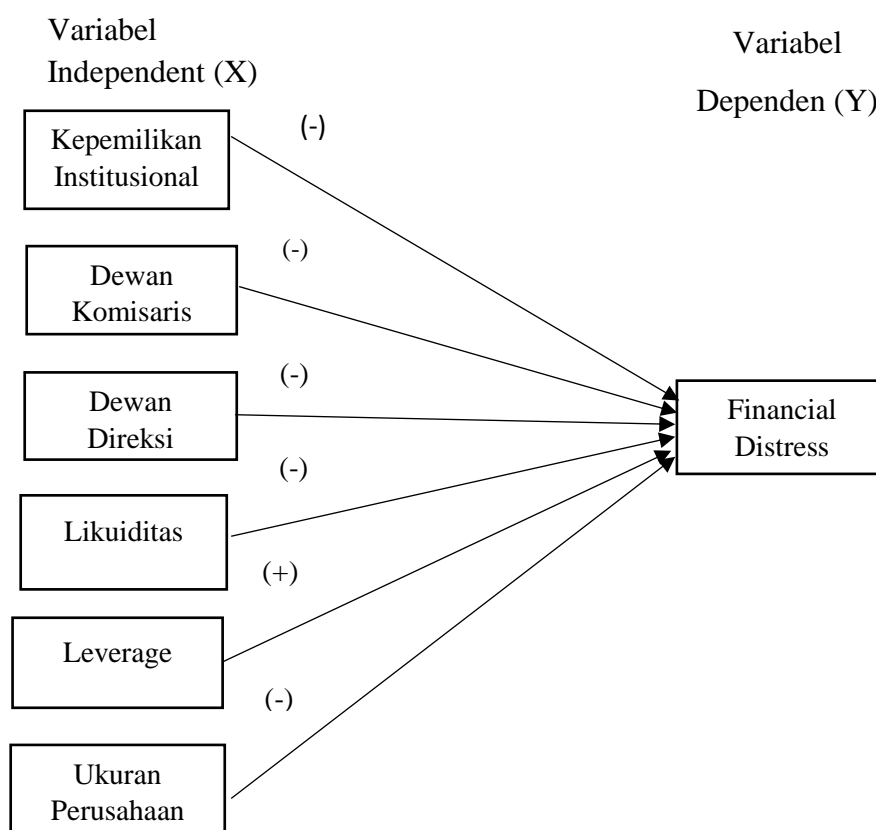 Variabel
Independent (X)
Variabel
Dependen (Y)
Kepemilikan
Institusional
(-)
Dewan
Komisaris
(-)
Dewan
Direksi
(-)
Financial
Distress
Likuiditas
(-)
Leverage
(+)
Ukuran
Perusahaan
(-)